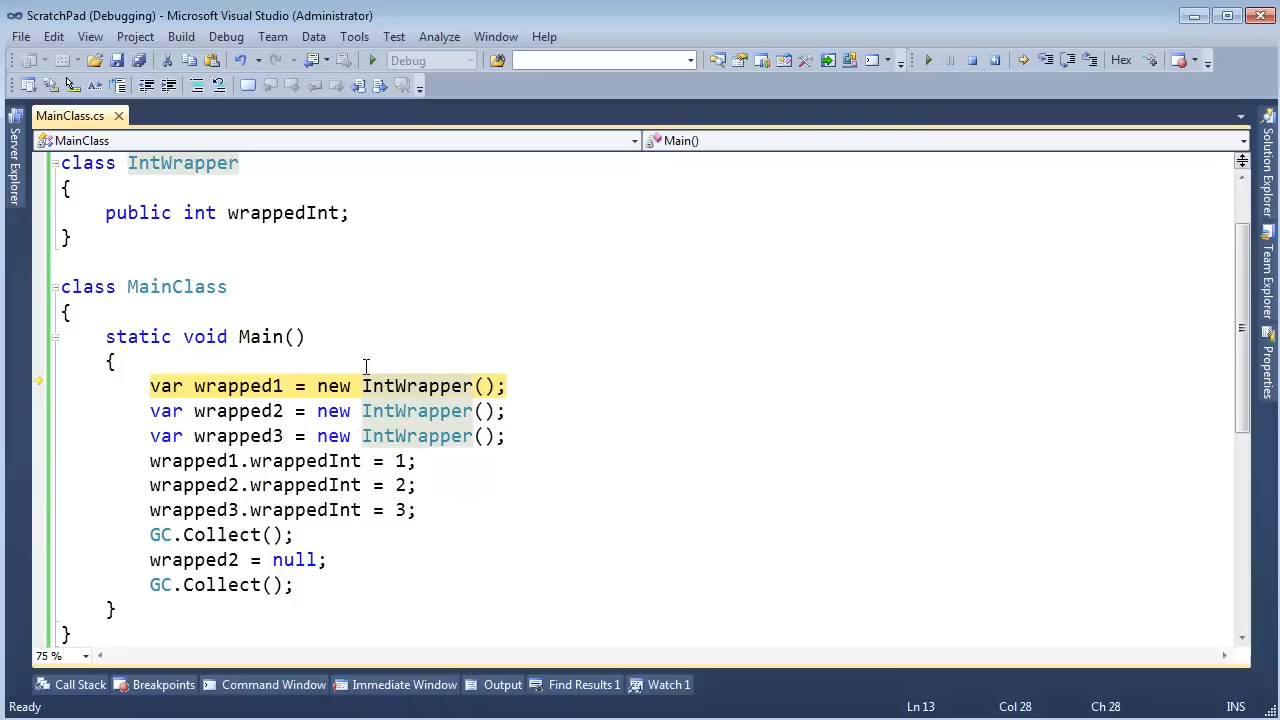 ScratchPad (Debugging) - Microsoft Visual Studio (Administrator)
File Edit View Project Build Debug Team Data Tools Test Analyze Window Help
Debug
Hex
MainClass.cs
MainClass
Main()
Server Explorer
Solution Explorer
Team Explorer
Properties
class IntWrapper
{
public int wrappedInt;
}
class MainClass
{
static void Main()
{
var wrapped1 = new IntWrapper();
var wrapped2 = new IntWrapper();
var wrapped3 = new IntWrapper();
wrapped1.wrappedInt = 1;
wrapped2.wrappedInt = 2;
wrapped3.wrappedInt = 3;
GC.Collect();
wrapped2 = null;
GC.Collect();
}
}
75 %
Call Stack Breakpoints Command Window Immediate Window Output Find Results 1 Watch 1
Ready Ln 13 Col 28 Ch 28 INS